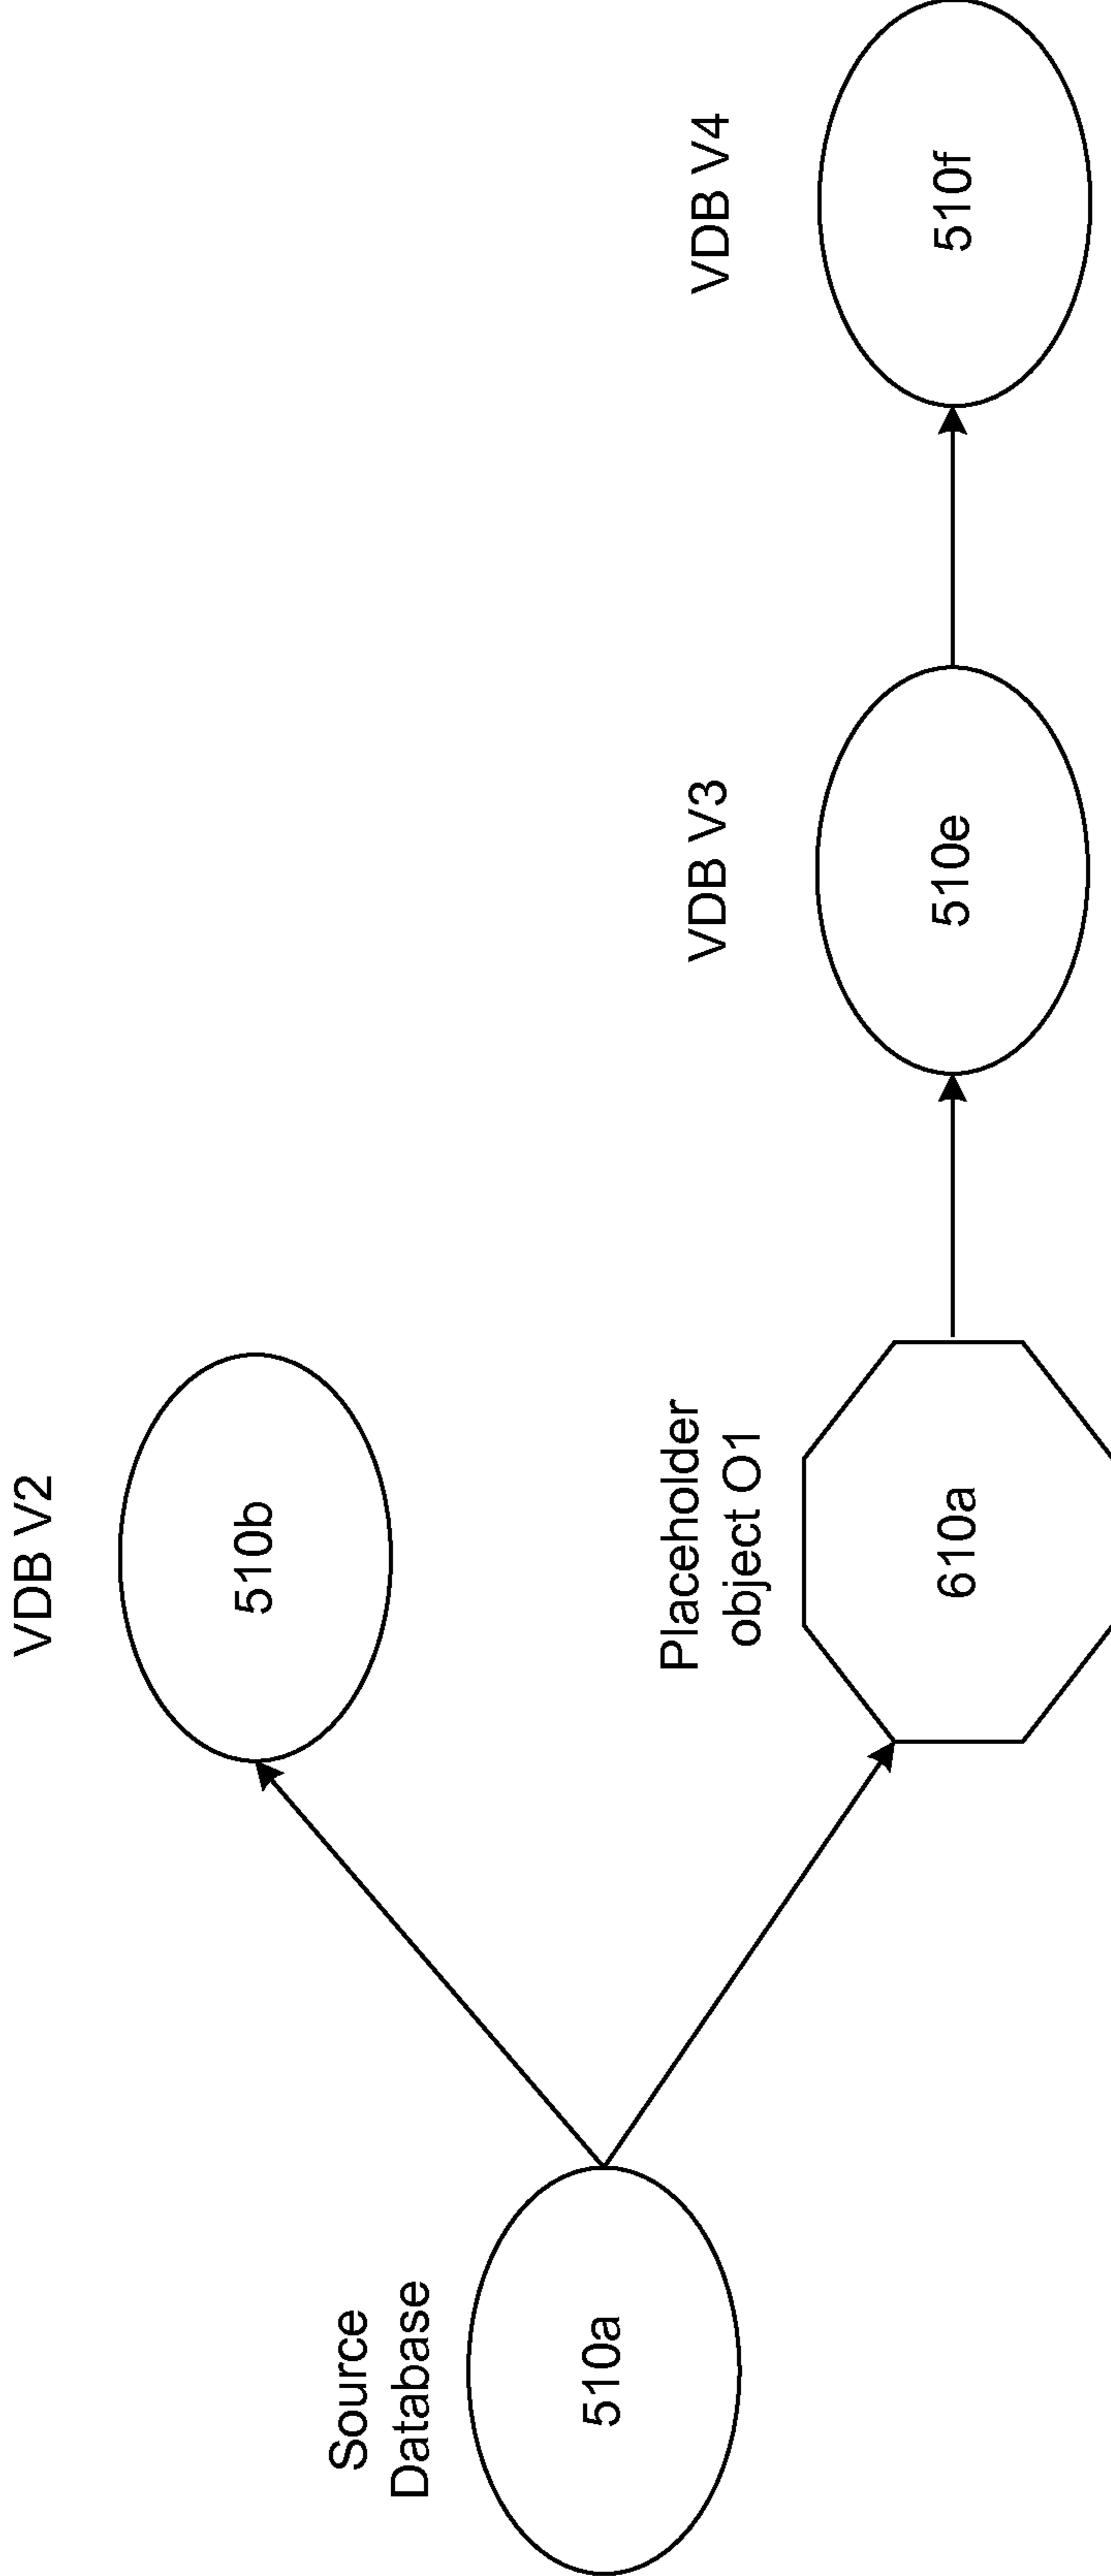 VDB V2
510b
Source
Database
510a
Placeholder
object O1
610a
VDB V3
510e
VDB V4
510f